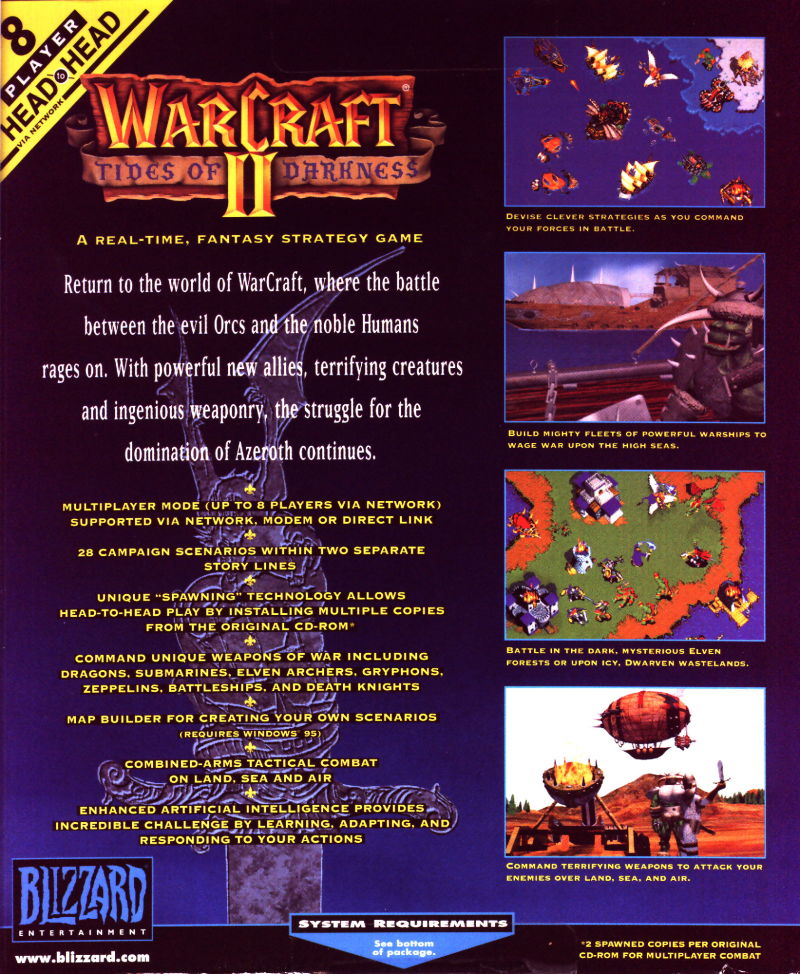 8
PLAYER
HEAD to HEAD
VIA NETWORK
WARCRAFT®
TIDES OF DARKNESS
II
A REAL-TIME, FANTASY STRATEGY GAME
Return to the world of WarCraft, where the battle
between the evil Orcs and the noble Humans
rages on. With powerful new allies, terrifying creatures
and ingenious weaponry, the struggle for the
domination of Azeroth continues.
MULTIPLAYER MODE (UP TO 8 PLAYERS VIA NETWORK)
SUPPORTED VIA NETWORK, MODEM OR DIRECT LINK
28 CAMPAIGN SCENARIOS WITHIN TWO SEPARATE
STORY LINES
UNIQUE "SPAWNING" TECHNOLOGY ALLOWS
HEAD-TO-HEAD PLAY BY INSTALLING MULTIPLE COPIES
FROM THE ORIGINAL CD-ROM*
COMMAND UNIQUE WEAPONS OF WAR INCLUDING
DRAGONS, SUBMARINES, ELVEN ARCHERS, GRYPHONS,
ZEPPELINS, BATTLESHIPS, AND DEATH KNIGHTS
MAP BUILDER FOR CREATING YOUR OWN SCENARIOS
(REQUIRES WINDOWS® 95)
COMBINED-ARMS TACTICAL COMBAT
ON LAND, SEA AND AIR
ENHANCED ARTIFICIAL INTELLIGENCE PROVIDES
INCREDIBLE CHALLENGE BY LEARNING, ADAPTING, AND
RESPONDING TO YOUR ACTIONS
DEVISE CLEVER STRATEGIES AS YOU COMMAND
YOUR FORCES IN BATTLE.
BUILD MIGHTY FLEETS OF POWERFUL WARSHIPS TO
WAGE WAR UPON THE HIGH SEAS.
BATTLE IN THE DARK, MYSTERIOUS ELVEN
FORESTS OR UPON ICY, DWARVEN WASTELANDS.
COMMAND TERRIFYING WEAPONS TO ATTACK YOUR
ENEMIES OVER LAND, SEA, AND AIR.
BLIZZARD
ENTERTAINMENT
www.blizzard.com
SYSTEM REQUIREMENTS
See bottom
of package.
*2 SPAWNED COPIES PER ORIGINAL
CD-ROM FOR MULTIPLAYER COMBAT